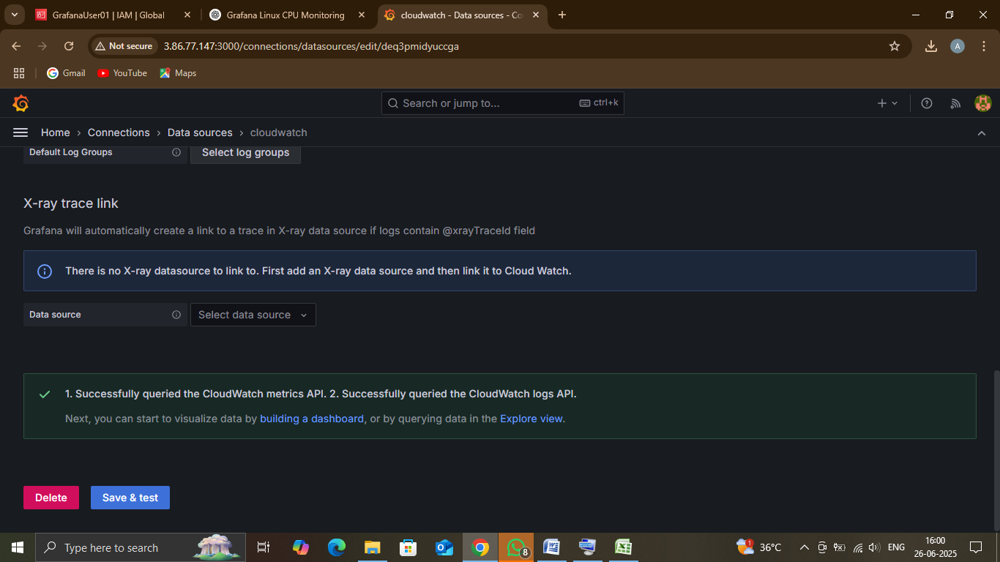 GrafanaUser01 | IAM | Global
Grafana Linux CPU Monitoring
cloudwatch - Data sources - Co
Not secure
3.86.77.147:3000/connections/datasources/edit/deq3pmidyuccga
A
Gmail
YouTube
Maps
Search or jump to...
ctrl+k
Home › Connections › Data sources › cloudwatch
Default Log Groups
Select log groups
X-ray trace link
Grafana will automatically create a link to a trace in X-ray data source if logs contain @xrayTraceId field
There is no X-ray datasource to link to. First add an X-ray data source and then link it to Cloud Watch.
Data source
Select data source
1. Successfully queried the CloudWatch metrics API. 2. Successfully queried the CloudWatch logs API.
Next, you can start to visualize data by building a dashboard, or by querying data in the Explore view.
Delete
Save & test
Type here to search
8
1
36°C
ENG
16:00
26-06-2025